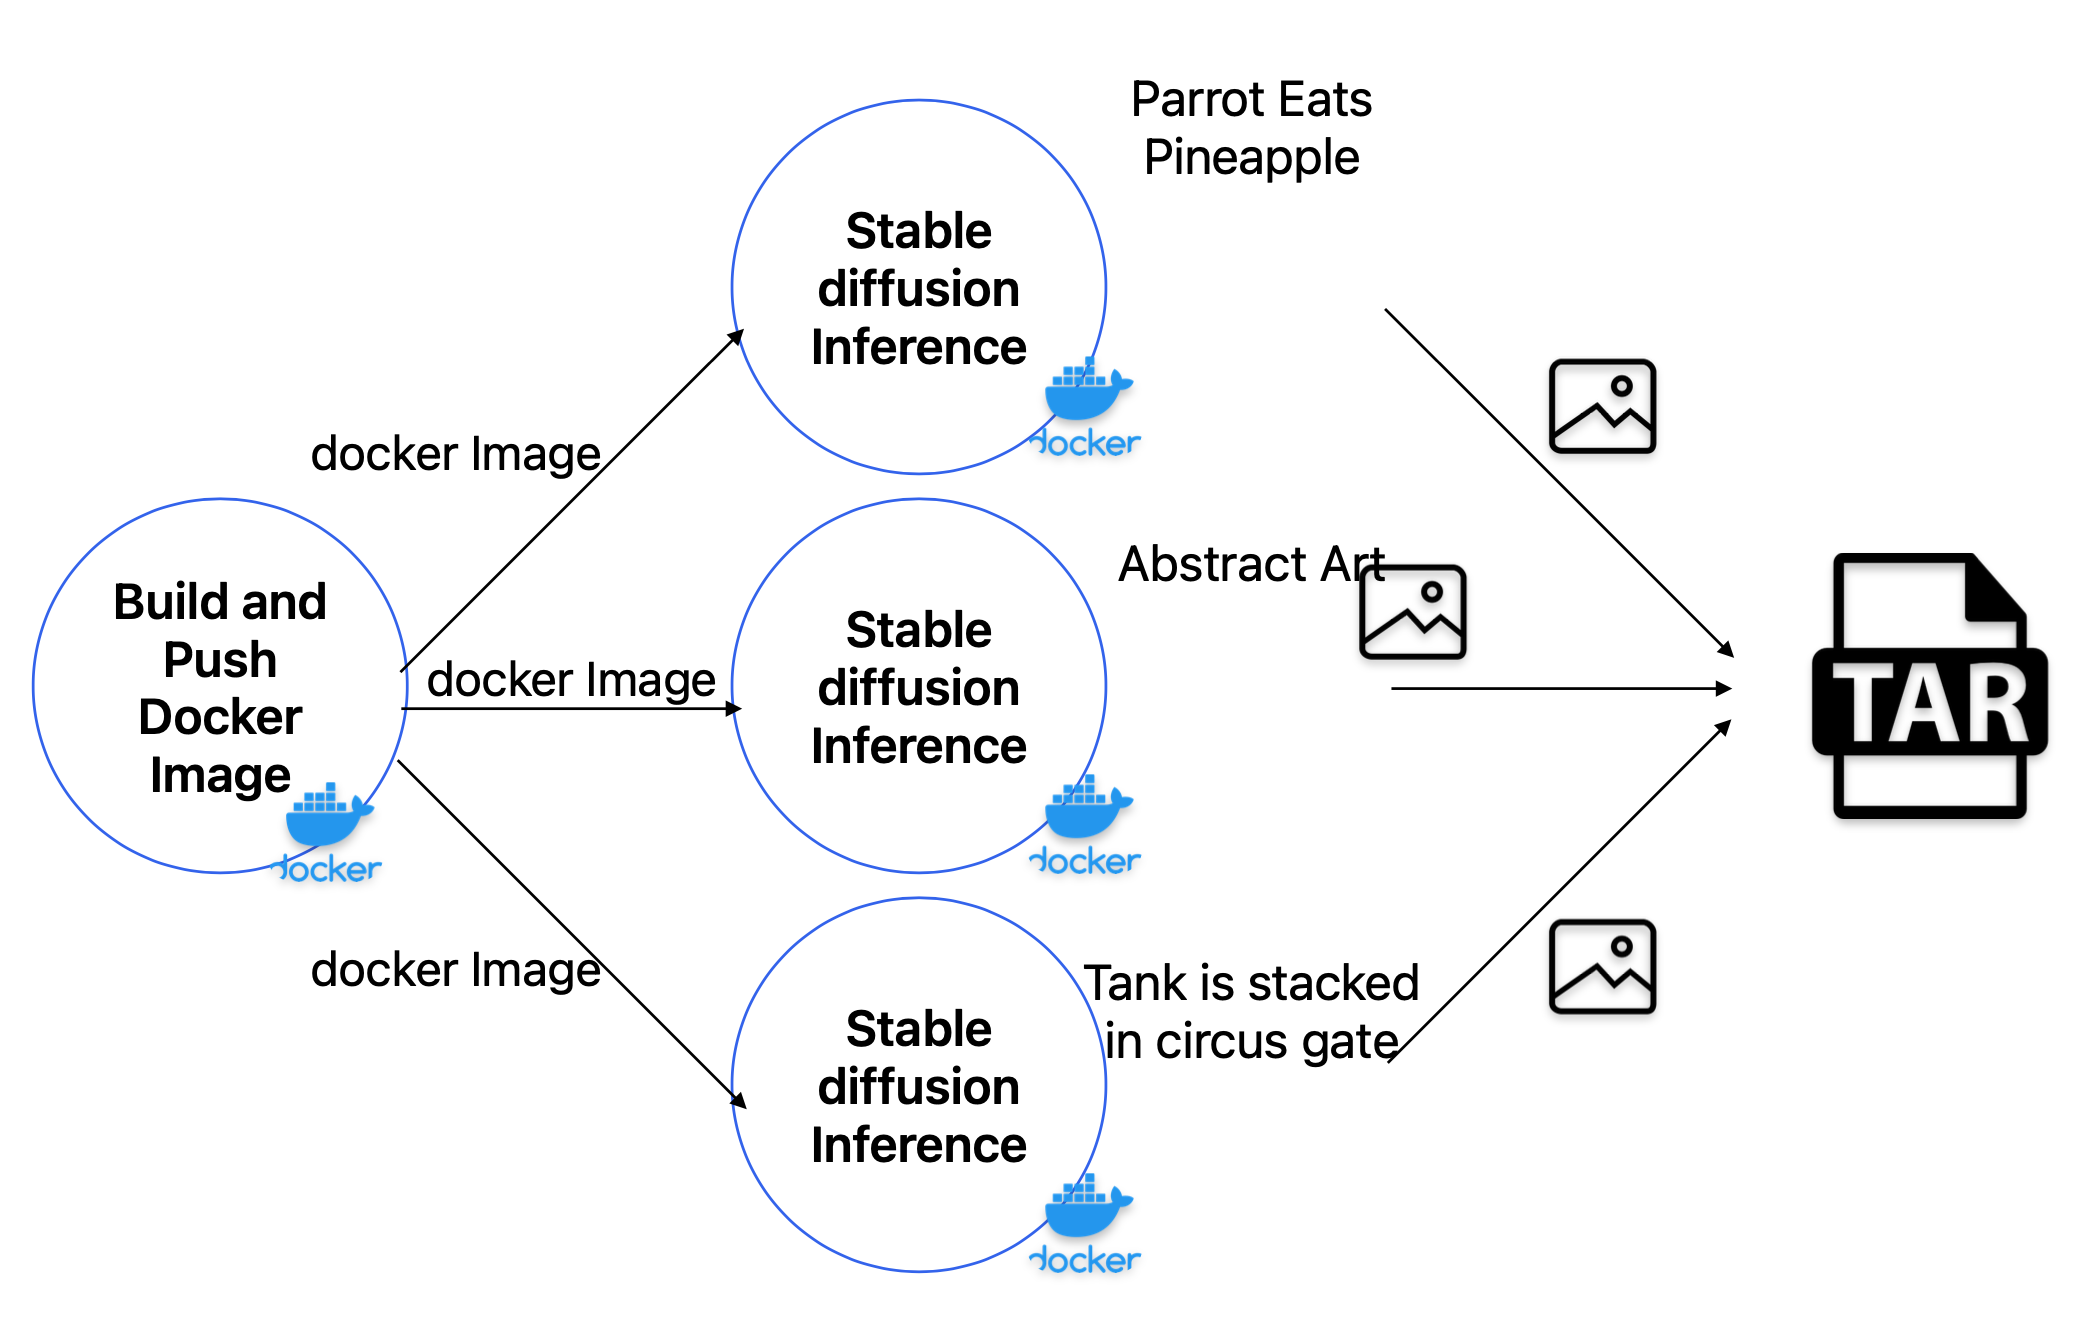 Parrot Eats
Pineapple
Stable
diffusion
Inference
docker
docker Image
Build and
Push
Docker
Image
docker
docker Image
Abstract Art
Stable
diffusion
Inference
docker
TAR
docker Image
Tank is stacked
in circus gate
Stable
diffusion
Inference
docker